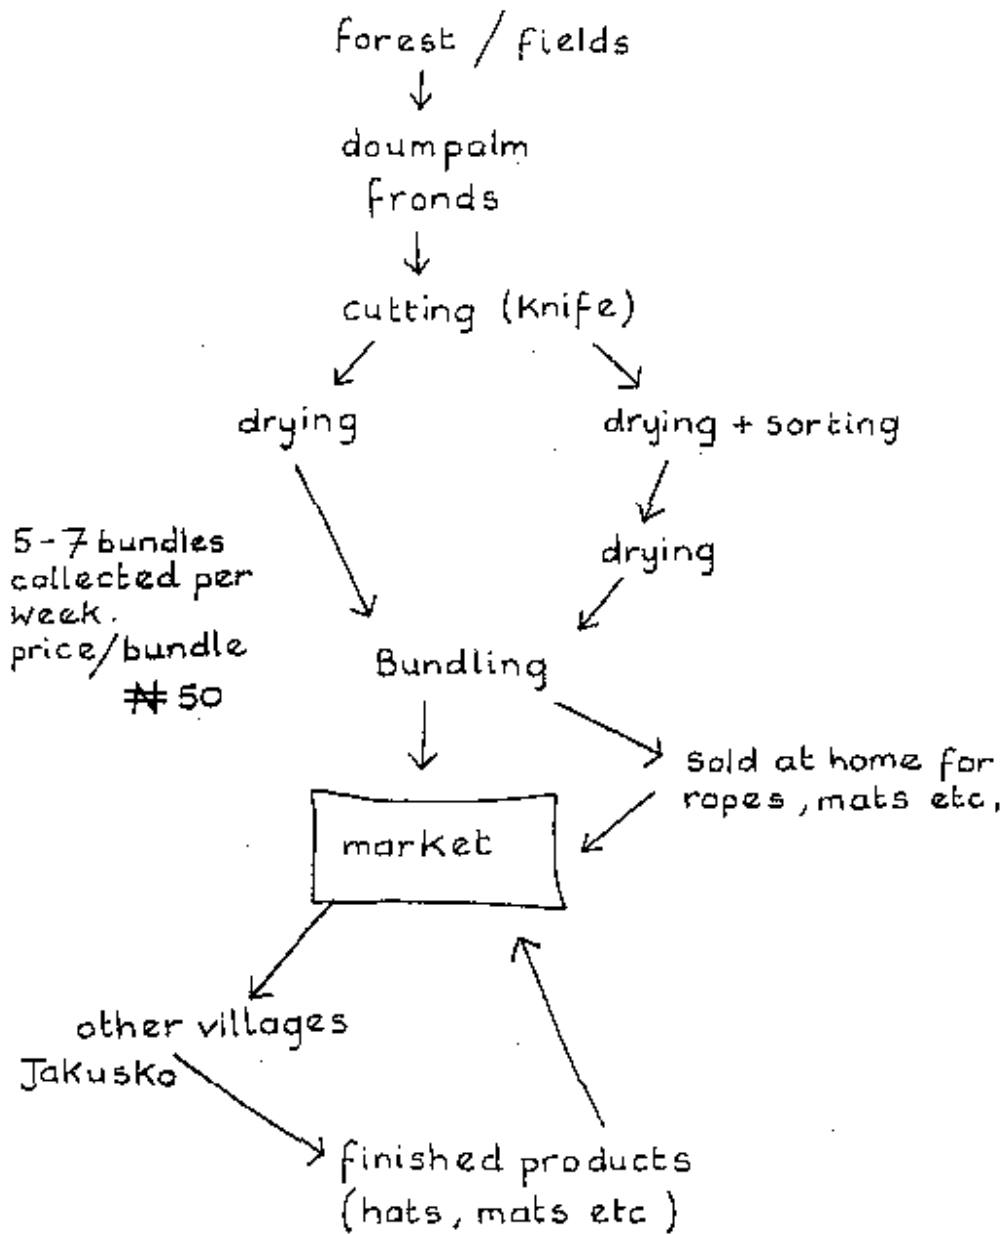 forest / fields
doumpalm
fronds
cutting (Knife)
drying
drying + sorting
drying
5-7 bundles
collected per
week.
price/bundle
₦ 50
Bundling
sold at home for
ropes, mats etc.
market
other villages
Jakusko
finished products
(hats, mats etc)